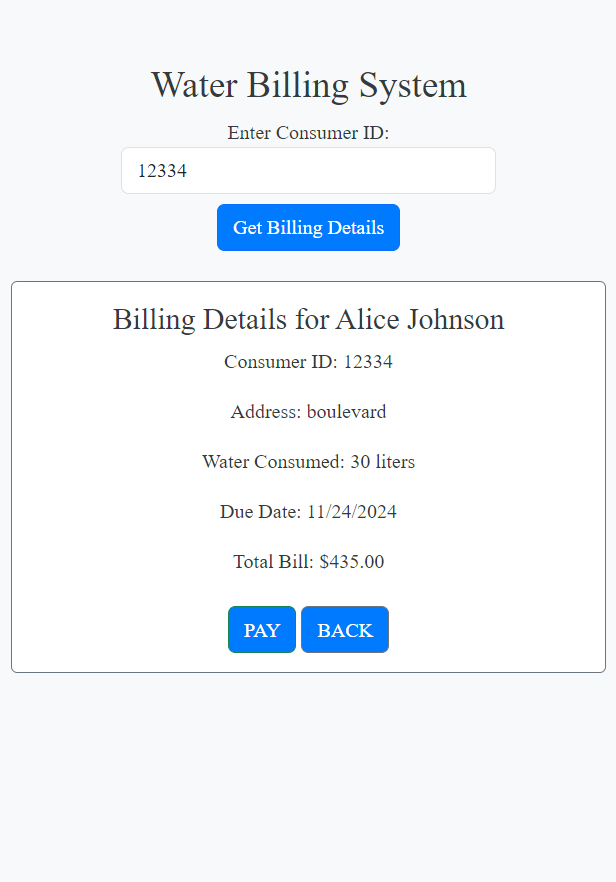 Water Billing System
Enter Consumer ID:
12334
Get Billing Details
Billing Details for Alice Johnson
Consumer ID: 12334
Address: boulevard
Water Consumed: 30 liters
Due Date: 11/24/2024
Total Bill: $435.00
PAY BACK